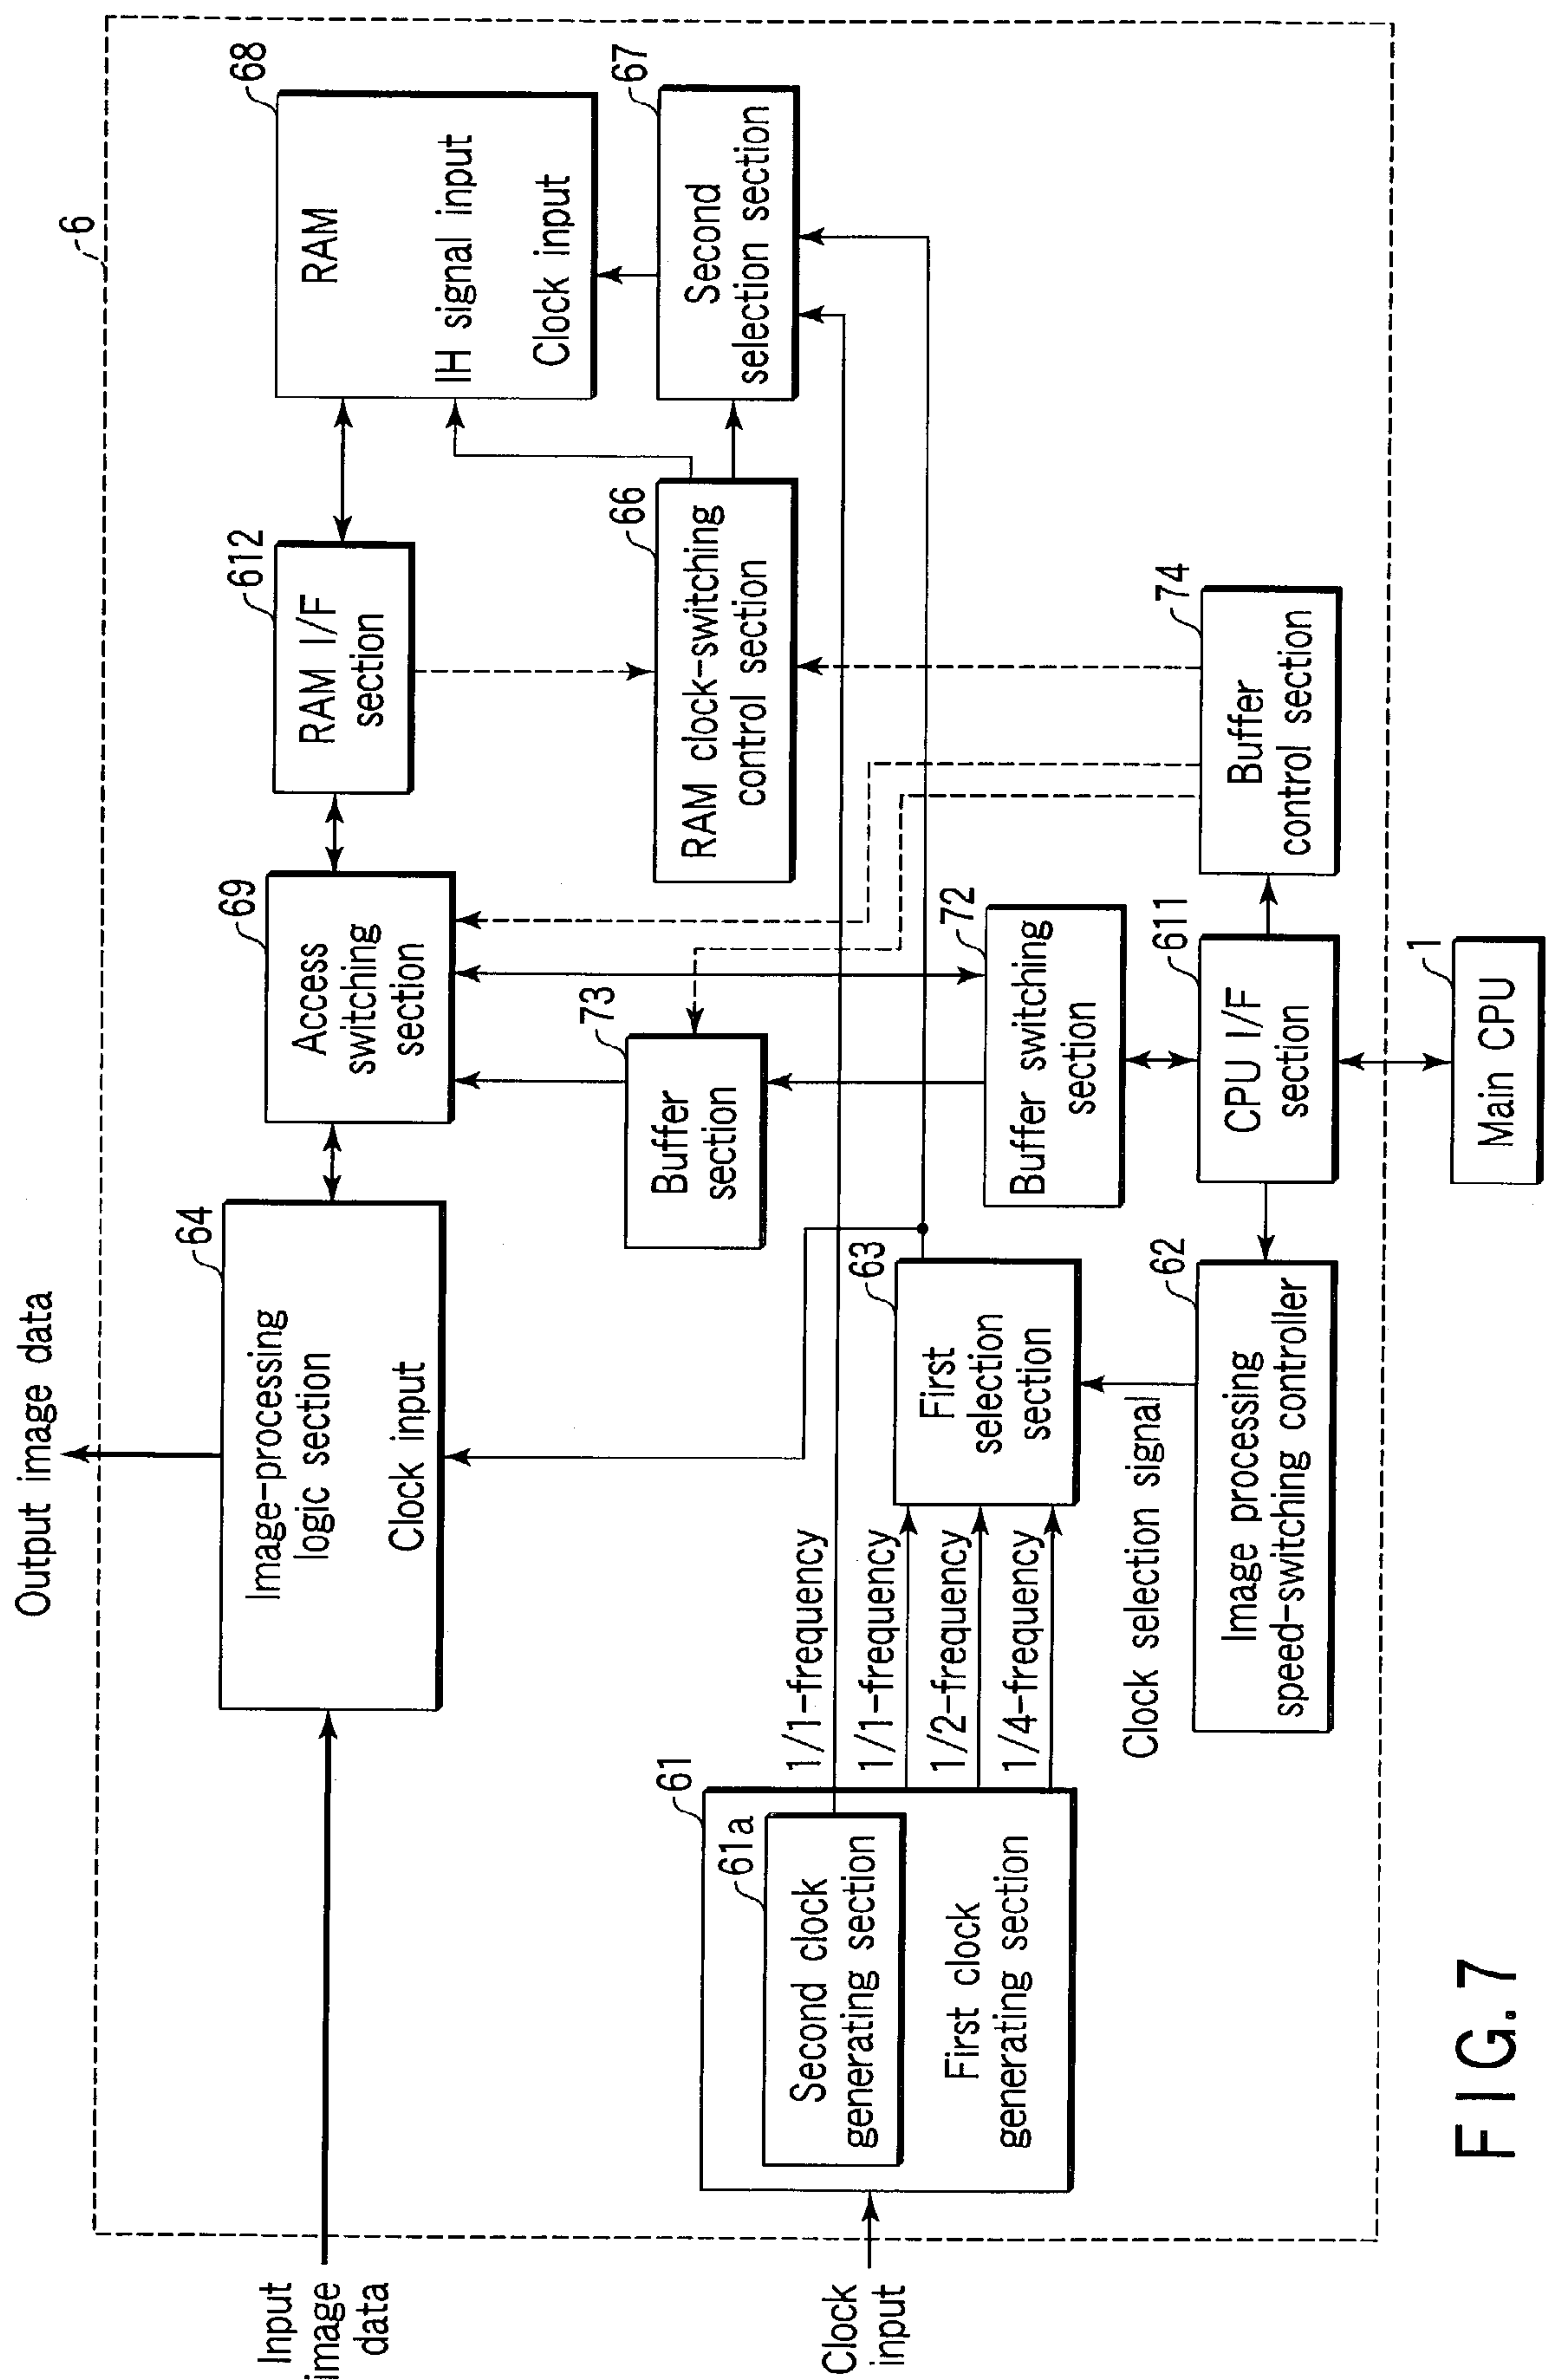 Output image data
6
Input
image
data
64
Image-processing
logic section
Clock input
69
Access
switching
section
612
RAM I/F
section
68
RAM
IH signal input
Clock input
73
Buffer
section
66
RAM clock-switching
control section
67
Second
selection section
61
61a
Second clock
generating section
First clock
generating section
Clock
input
1/1-frequency
1/1-frequency
1/2-frequency
1/4-frequency
63
First
selection
section
Clock selection signal
62
Image processing
speed-switching controller
72
Buffer switching
section
611
CPU I/F
section
74
Buffer
control section
1
Main CPU
FIG. 7